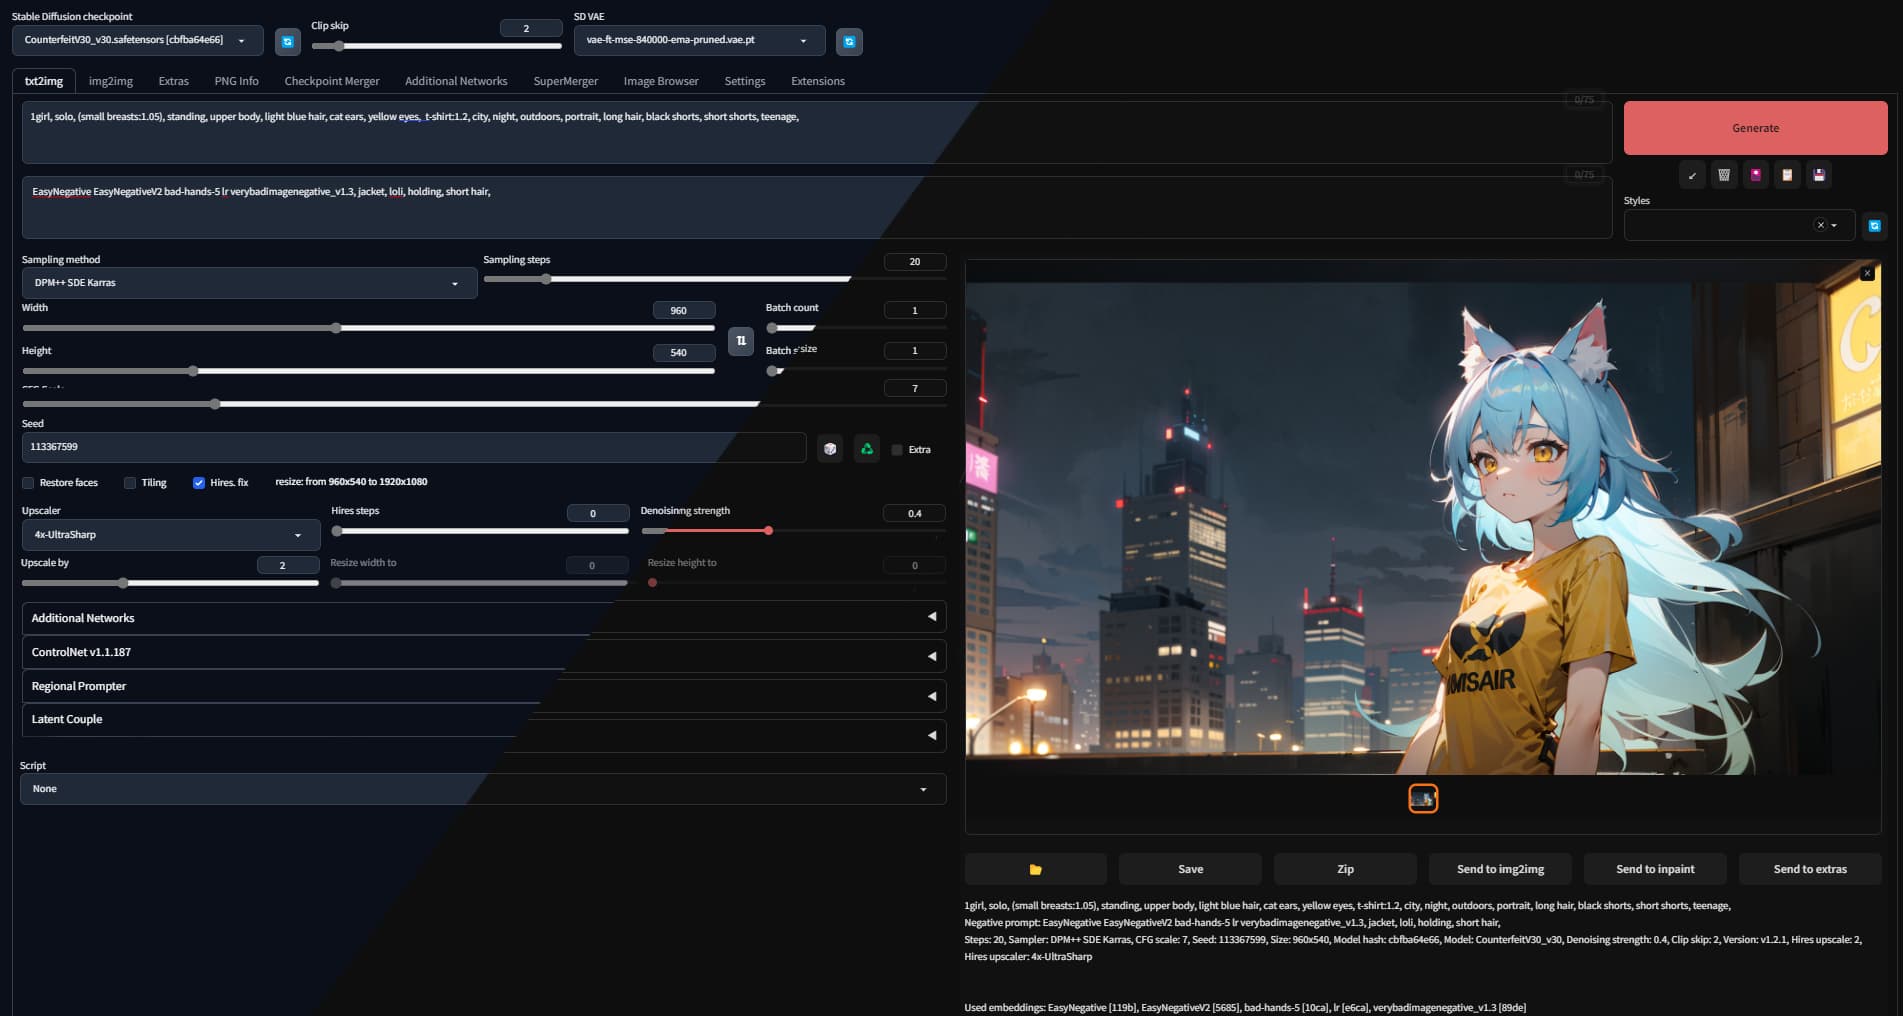 Stable Diffusion checkpoint
CounterfeitV30_v30.safetensors [cbfba64e66]
Clip skip
2
SD VAE
vae-ft-mse-840000-ema-pruned.vae.pt
txt2img img2img Extras PNG Info Checkpoint Merger Additional Networks SuperMerger Image Browser Settings Extensions
0/75
1girl, solo, (small breasts:1.05), standing, upper body, light blue hair, cat ears, yellow eyes, t-shirt:1.2, city, night, outdoors, portrait, long hair, black shorts, short shorts, teenage,
Generate
0/75
EasyNegative EasyNegativeV2 bad-hands-5 lr verybadimagenegative_v1.3, jacket, loli, holding, short hair,
Styles
Sampling method
DPM++ SDE Karras
Sampling steps
20
Width
960
Batch count
1
Height
540
Batch size
1
CFG Scale
7
Seed
113367599
Extra
Restore faces
Tiling
Hires. fix
resize: from 960x540 to 1920x1080
Upscaler
4x-UltraSharp
Hires steps
0
Denoisinng strength
0.4
Upscale by
2
Resize width to
0
Resize height to
0
Additional Networks
ControlNet v1.1.187
Regional Prompter
Latent Couple
Script
None
Save
Zip
Send to img2img
Send to inpaint
Send to extras
1girl, solo, (small breasts:1.05), standing, upper body, light blue hair, cat ears, yellow eyes, t-shirt:1.2, city, night, outdoors, portrait, long hair, black shorts, short shorts, teenage,
Negative prompt: EasyNegative EasyNegativeV2 bad-hands-5 lr verybadimagenegative_v1.3, jacket, loli, holding, short hair,
Steps: 20, Sampler: DPM++ SDE Karras, CFG scale: 7, Seed: 113367599, Size: 960x540, Model hash: cbfba64e66, Model: CounterfeitV30_v30, Denoising strength: 0.4, Clip skip: 2, Version: v1.2.1, Hires upscale: 2,
Hires upscaler: 4x-UltraSharp
Used embeddings: EasyNegative [119b], EasyNegativeV2 [5685], bad-hands-5 [10ca], lr [e6ca], verybadimagenegative_v1.3 [89de]